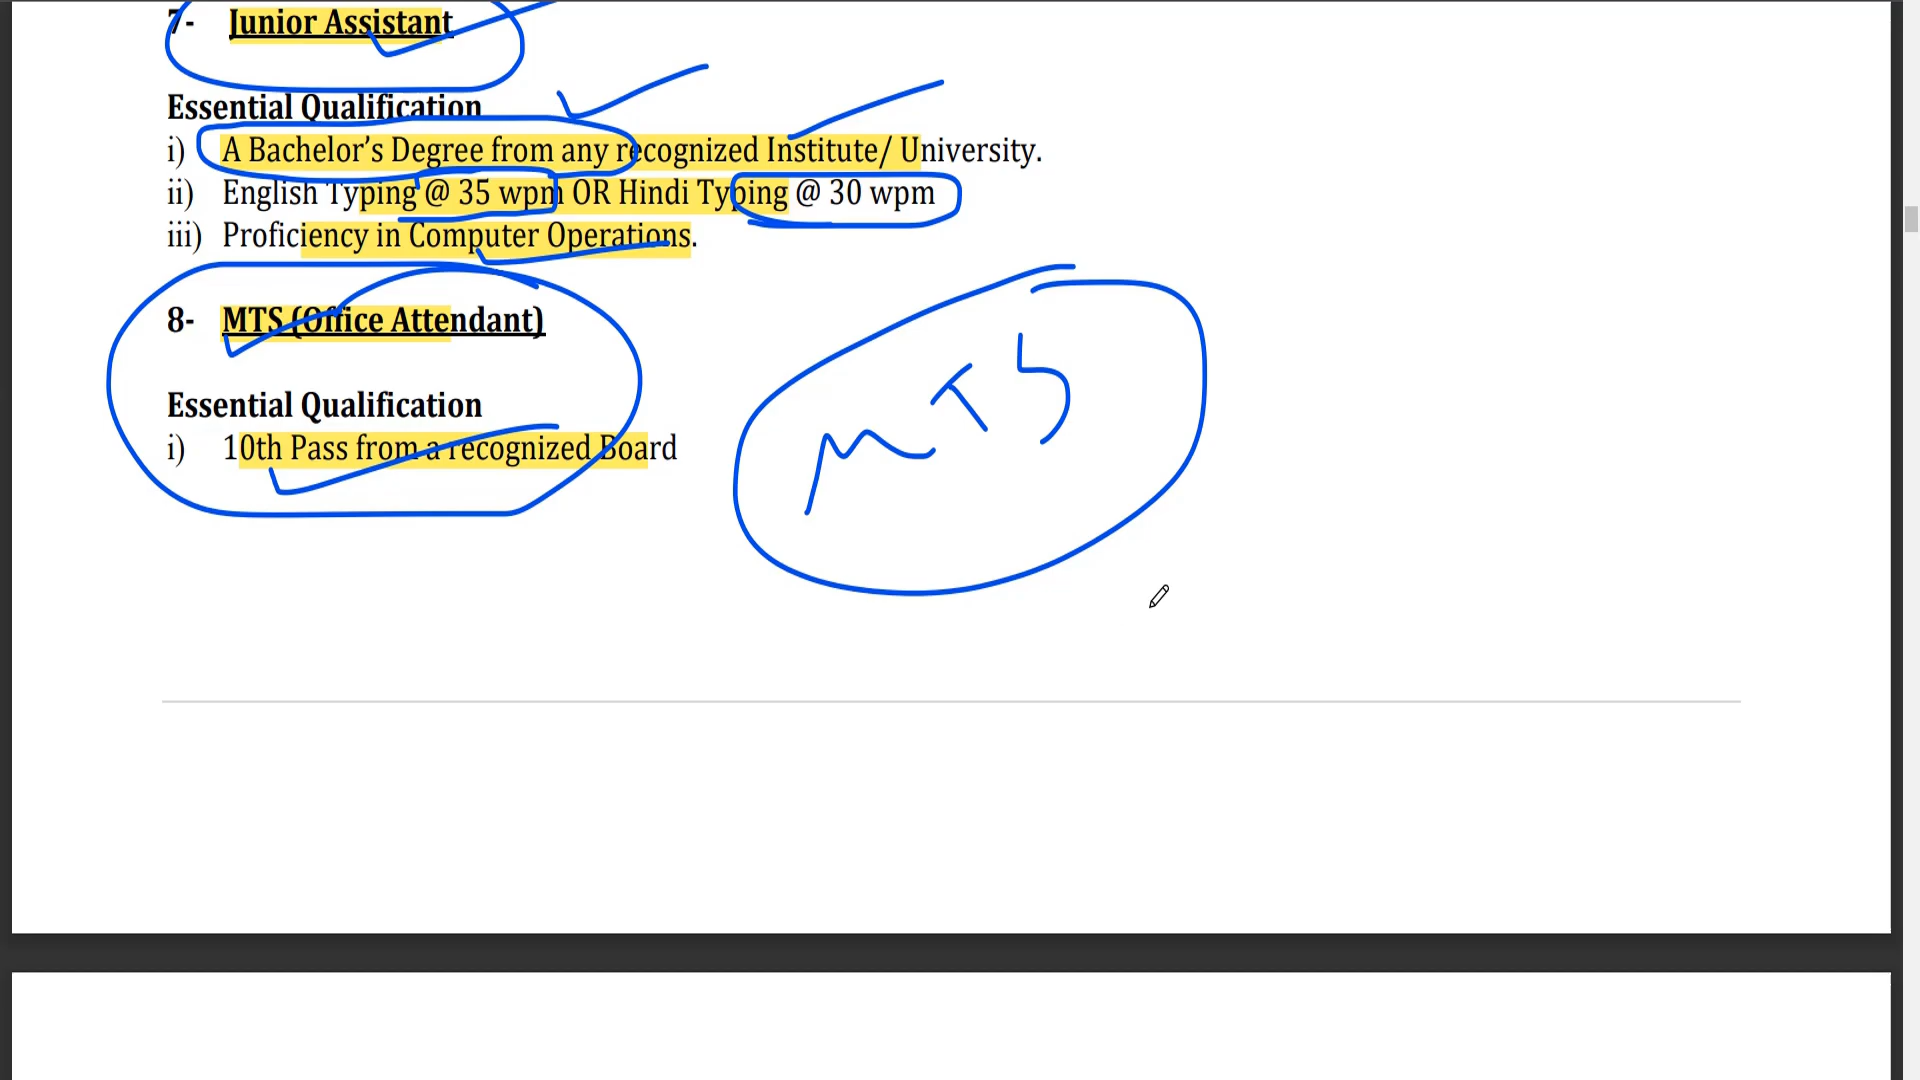 7- Junior Assistant
Essential Qualification
i) A Bachelor’s Degree from any recognized Institute/ University.
ii) English Typing @ 35 wpm OR Hindi Typing @ 30 wpm
iii) Proficiency in Computer Operations.
8- MTS (Office Attendant)
Essential Qualification
i) 10th Pass from a recognized Board
MTS